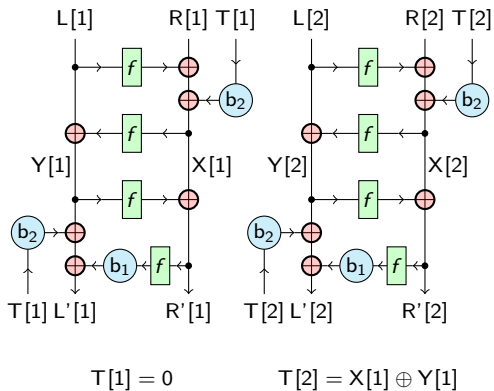 L[1] R[1] T[1] L[2] R[2] T[2]
f f
b₂ b₂
f f
Y[1] X[1] Y[2] X[2]
f f
b₂ b₂
b₁ f b₁ f
T[1] L'[1] R'[1] T[2] L'[2] R'[2]
T[1] = 0 T[2] = X[1] ⊕ Y[1]